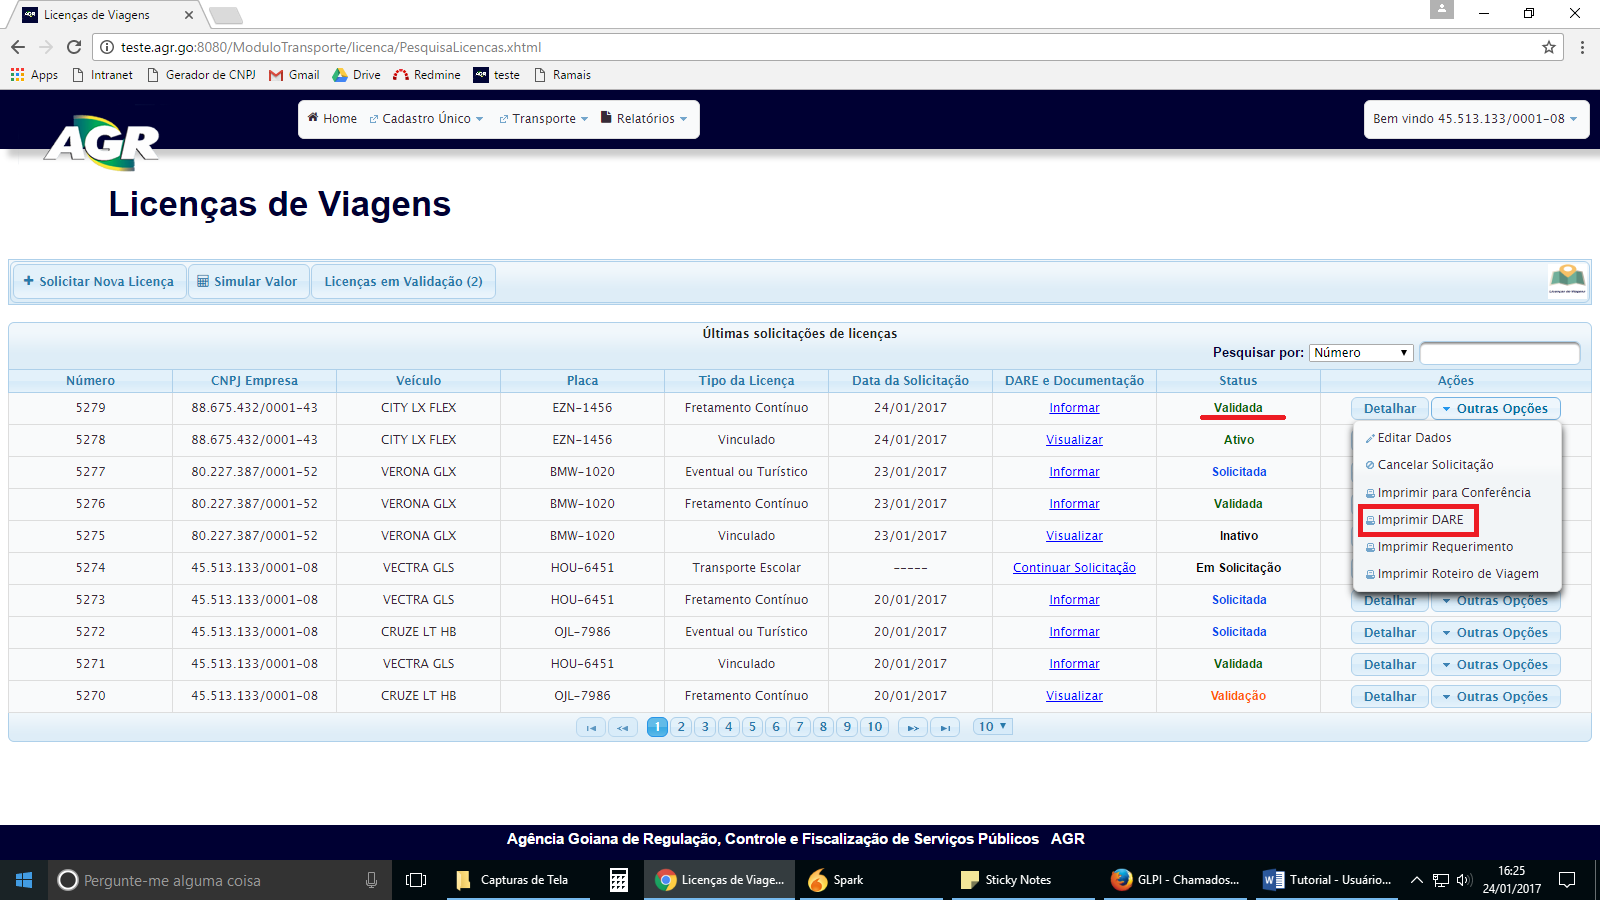 Licenças de Viagens
teste.agr.go:8080/ModuloTransporte/licenca/PesquisaLicencas.xhtml
Apps Intranet Gerador de CNPJ Gmail Drive Redmine teste Ramais
AGR
Home Cadastro Único Transporte Relatórios
Bem vindo 45.513.133/0001-08
Licenças de Viagens
Solicitar Nova Licença Simular Valor Licenças em Validação (2)
Últimas solicitações de licenças
Pesquisar por: Número
Número CNPJ Empresa Veículo Placa Tipo da Licença Data da Solicitação DARE e Documentação Status Ações
5279 88.675.432/0001-43 CITY LX FLEX EZN-1456 Fretamento Contínuo 24/01/2017 Informar Validada Detalhar Outras Opções
5278 88.675.432/0001-43 CITY LX FLEX EZN-1456 Vinculado 24/01/2017 Visualizar Ativo
5277 80.227.387/0001-52 VERONA GLX BMW-1020 Eventual ou Turístico 23/01/2017 Informar Solicitada
5276 80.227.387/0001-52 VERONA GLX BMW-1020 Fretamento Contínuo 23/01/2017 Informar Validada
5275 80.227.387/0001-52 VERONA GLX BMW-1020 Vinculado 23/01/2017 Visualizar Inativo
5274 45.513.133/0001-08 VECTRA GLS HOU-6451 Transporte Escolar ----- Continuar Solicitação Em Solicitação
Editar Dados
Cancelar Solicitação
Imprimir para Conferência
Imprimir DARE
Imprimir Requerimento
Imprimir Roteiro de Viagem
5273 45.513.133/0001-08 VECTRA GLS HOU-6451 Fretamento Contínuo 20/01/2017 Informar Solicitada Detalhar Outras Opções
5272 45.513.133/0001-08 CRUZE LT HB OJL-7986 Eventual ou Turístico 20/01/2017 Informar Solicitada Detalhar Outras Opções
5271 45.513.133/0001-08 VECTRA GLS HOU-6451 Vinculado 20/01/2017 Informar Validada Detalhar Outras Opções
5270 45.513.133/0001-08 CRUZE LT HB OJL-7986 Fretamento Contínuo 20/01/2017 Visualizar Validação Detalhar Outras Opções
1 2 3 4 5 6 7 8 9 10 10
Agência Goiana de Regulação, Controle e Fiscalização de Serviços Públicos AGR
Pergunte-me alguma coisa Capturas de Tela Licenças de Viage... Spark Sticky Notes GLPI - Chamados... Tutorial - Usuário...
16:25
24/01/2017